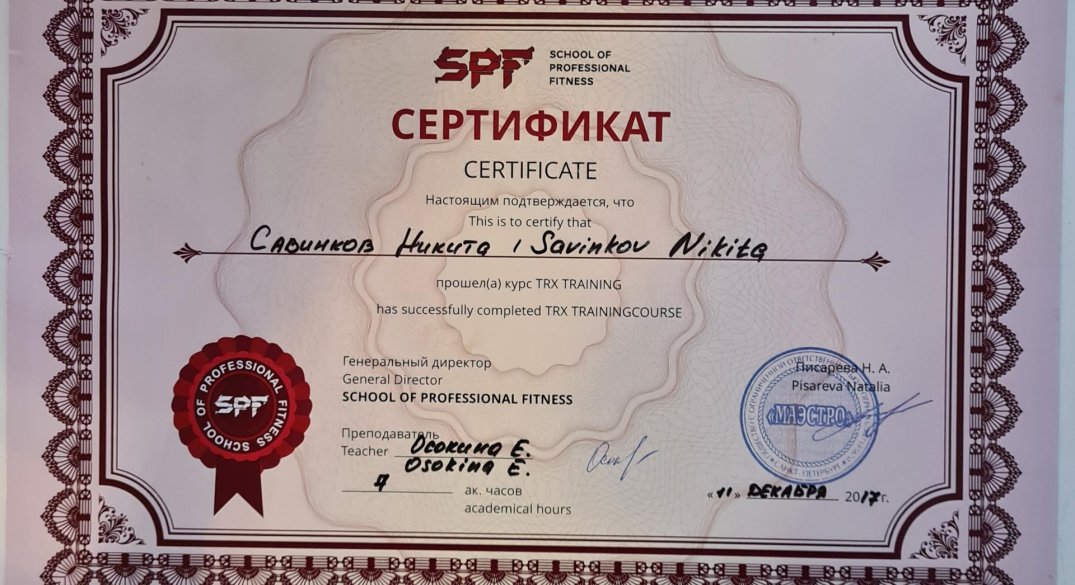 SPF
SCHOOL OF
PROFESSIONAL
FITNESS
СЕРТИФИКАТ
CERTIFICATE
Настоящим подтверждается, что
This is to certify that
Савинков Никита / Savinkov Nikita
прошел(а) курс TRX TRAINING
has successfully completed TRX TRAININGCOURSE
SCHOOL OF PROFESSIONAL FITNESS
SPF
Генеральный директор
General Director
SCHOOL OF PROFESSIONAL FITNESS
Писарева Н. А.
Pisareva Natalia
«МАЭСТРО»
САНКТ-ПЕТЕРБУРГ
Преподаватель
Teacher Осокина Е.
Osokina E.
ак. часов
academical hours
«11» ДЕКАБРЯ 2017г.